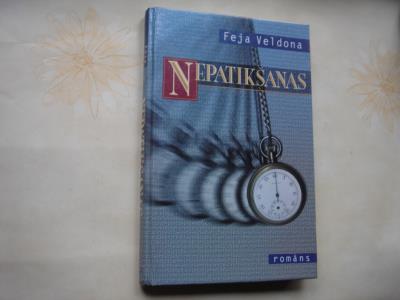 Feja Veldona
NEPATIKŠANAS
romāns